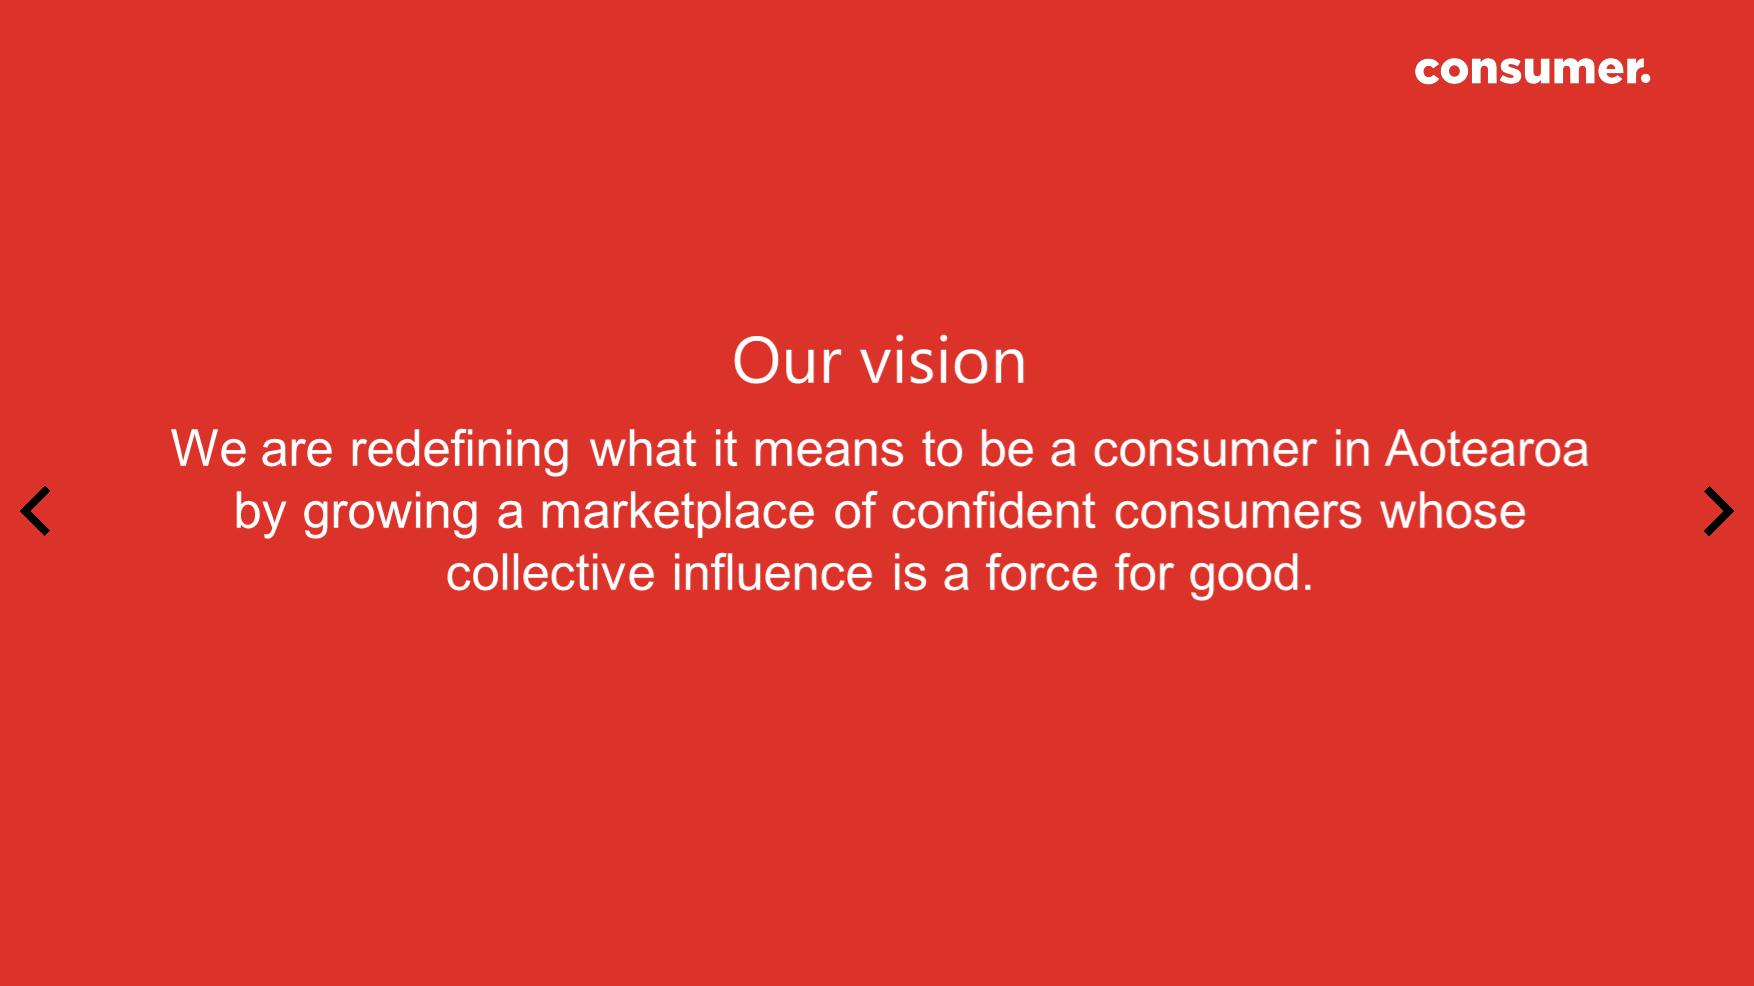 consumer.
Our vision
We are redefining what it means to be a consumer in Aotearoa
by growing a marketplace of confident consumers whose
collective influence is a force for good.